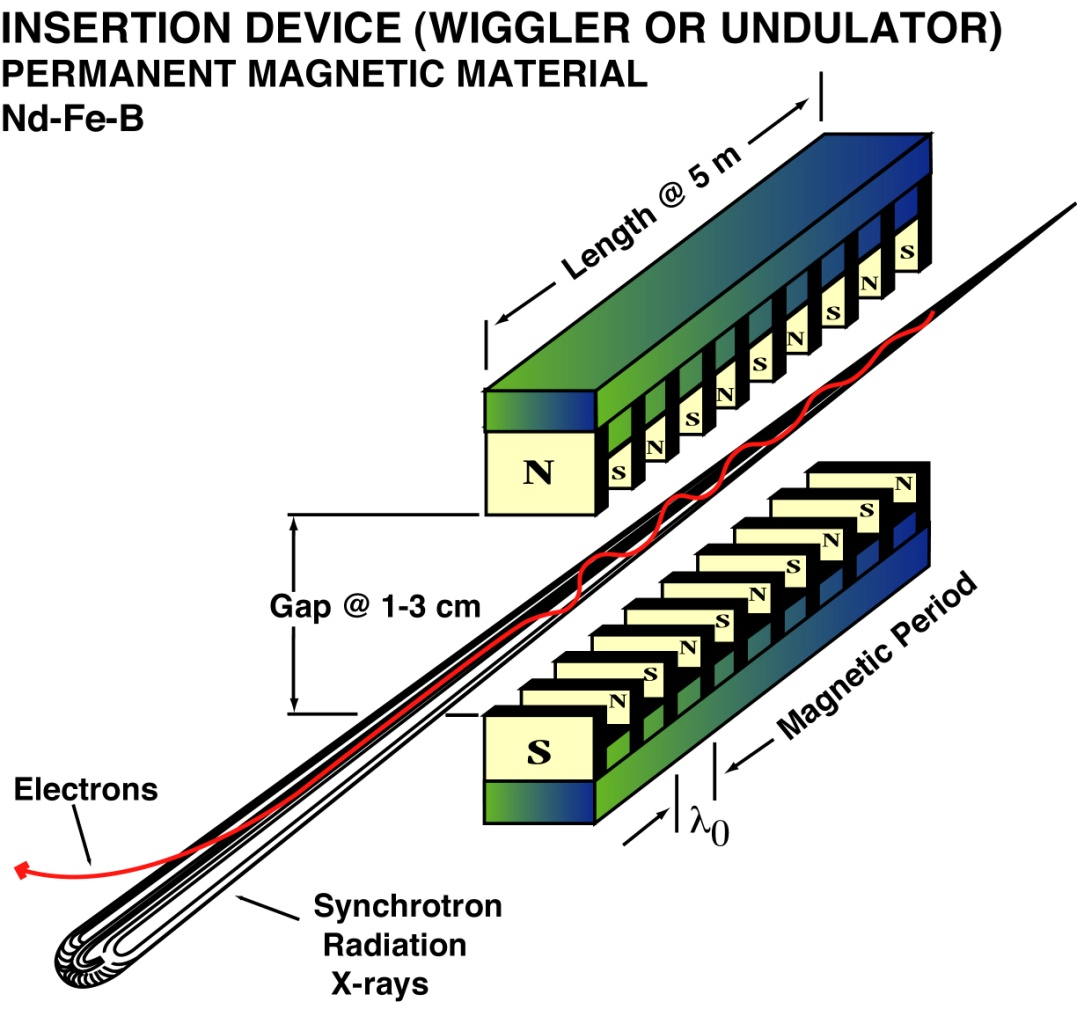 INSERTION DEVICE (WIGGLER OR UNDULATOR)
PERMANENT MAGNETIC MATERIAL
Nd-Fe-B
Length @ 5 m
S
N
S
N
S
N
S
N
S
N
Gap @ 1-3 cm
N
S
N
S
N
S
N
S
N
S
Magnetic Period
λ0
Electrons
Synchrotron
Radiation
X-rays